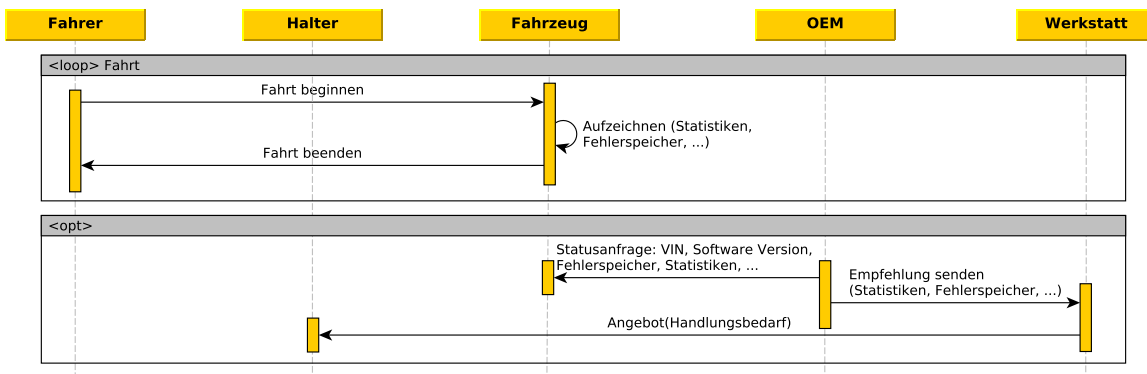 Fahrer
Halter
Fahrzeug
OEM
Werkstatt
<loop> Fahrt
Fahrt beginnen
Aufzeichnen (Statistiken,
Fehlerspeicher, ...)
Fahrt beenden
<opt>
Statusanfrage: VIN, Software Version,
Fehlerspeicher, Statistiken, ...
Empfehlung senden
(Statistiken, Fehlerspeicher, ...)
Angebot(Handlungsbedarf)